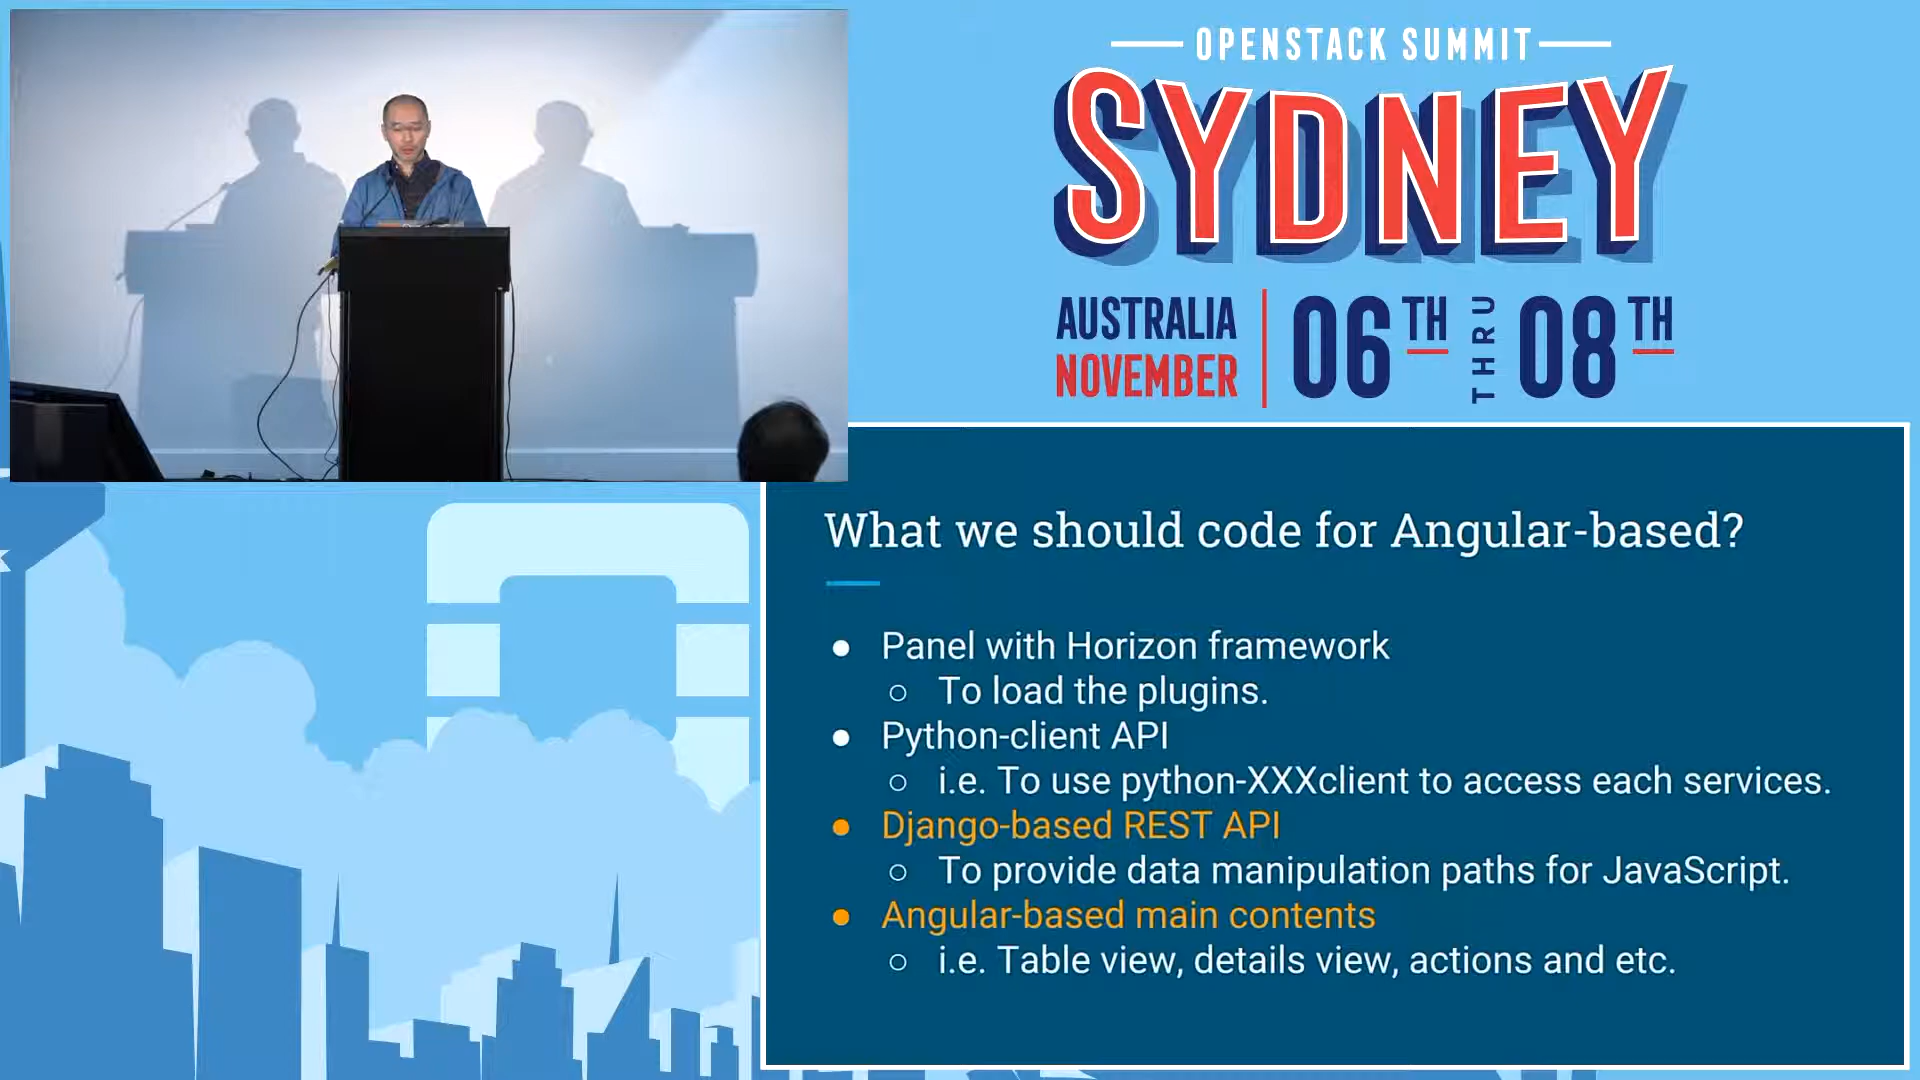 OPENSTACK SUMMIT
SYDNEY
AUSTRALIA
NOVEMBER
06TH THRU 08TH
What we should code for Angular-based?
● Panel with Horizon framework
○ To load the plugins.
● Python-client API
○ i.e. To use python-XXXclient to access each services.
● Django-based REST API
○ To provide data manipulation paths for JavaScript.
● Angular-based main contents
○ i.e. Table view, details view, actions and etc.